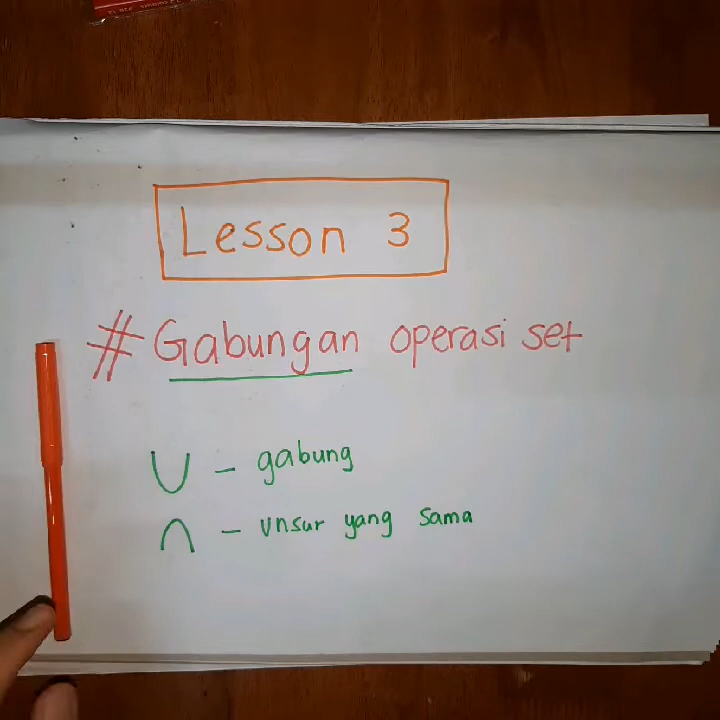 Lesson 3
# Gabungan operasi set
∪ – gabung
∩ – unsur yang sama